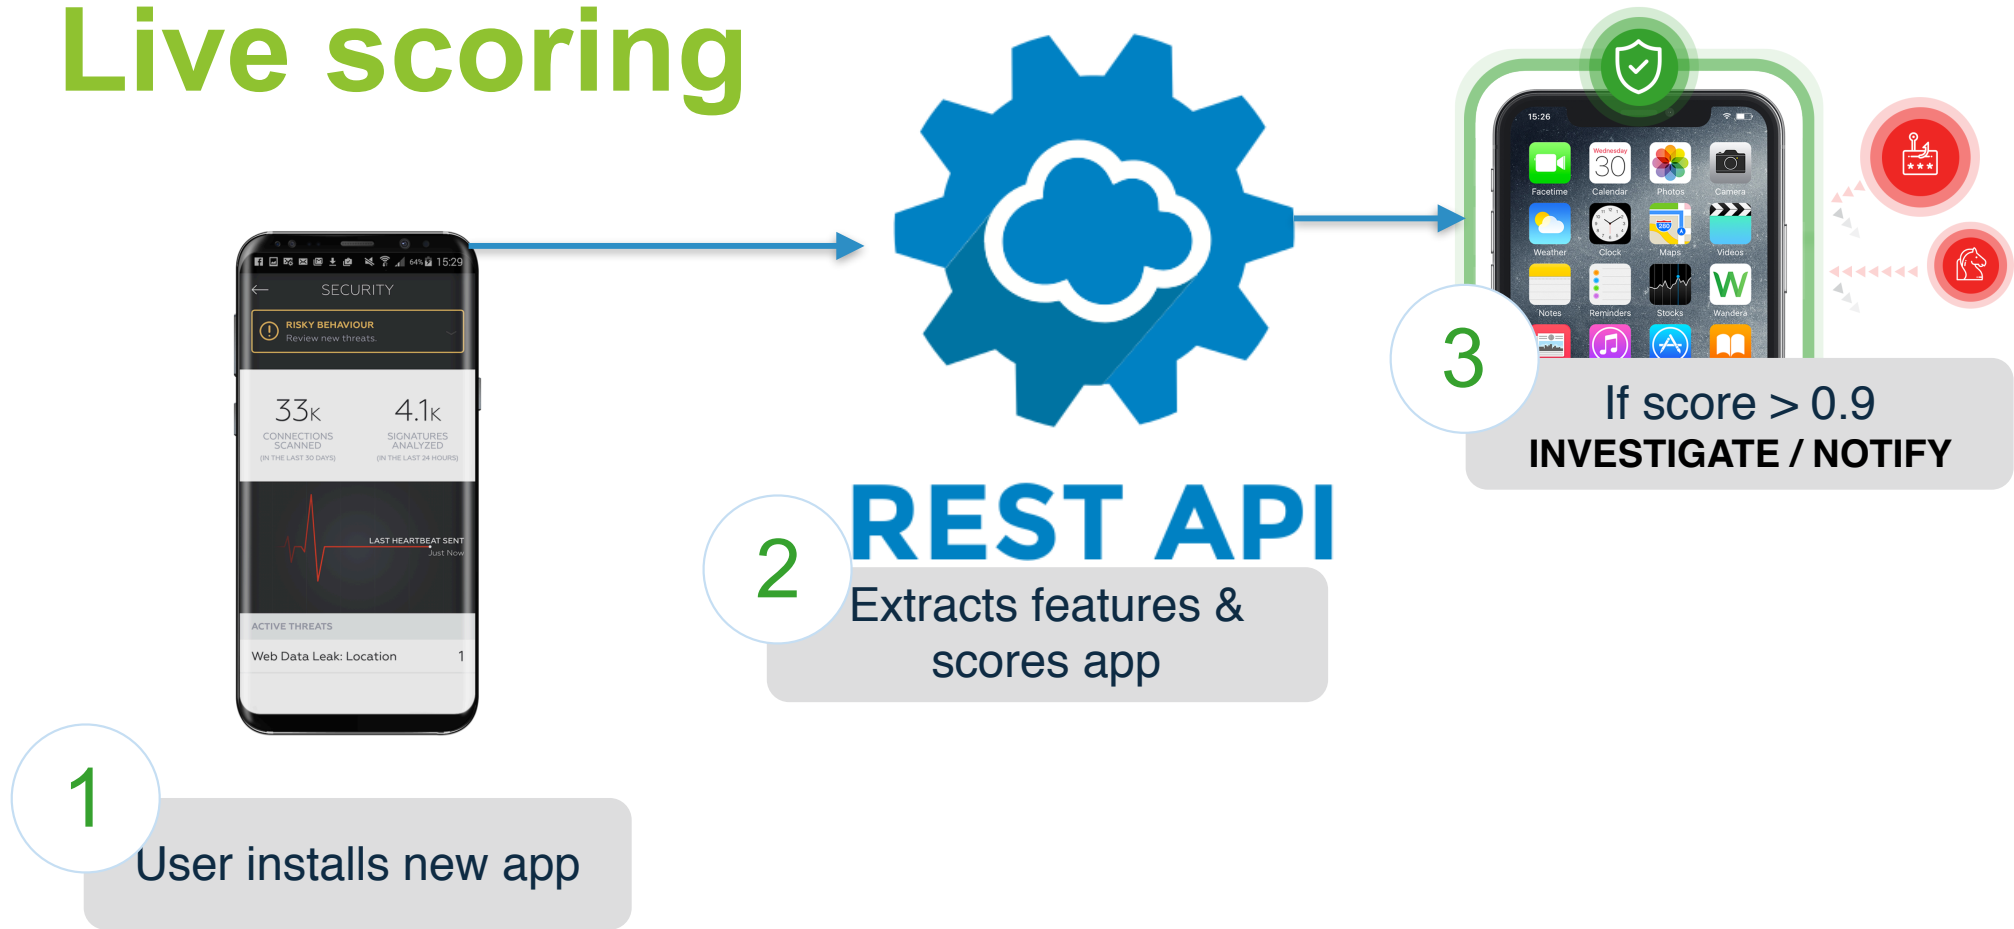 Live scoring
15:29
64%
SECURITY
RISKY BEHAVIOUR
Review new threats.
33K
CONNECTIONS
SCANNED
(IN THE LAST 30 DAYS)
4.1K
SIGNATURES
ANALYZED
(IN THE LAST 24 HOURS)
LAST HEARTBEAT SENT
Just Now
ACTIVE THREATS
Web Data Leak: Location 1
1
User installs new app
REST API
2
Extracts features &
scores app
15:26
Wednesday
30
Facetime Calendar Photos Camera
280
Weather Clock Maps Videos
W
Notes Reminders Stocks Wandera
***
3
If score > 0.9
INVESTIGATE / NOTIFY